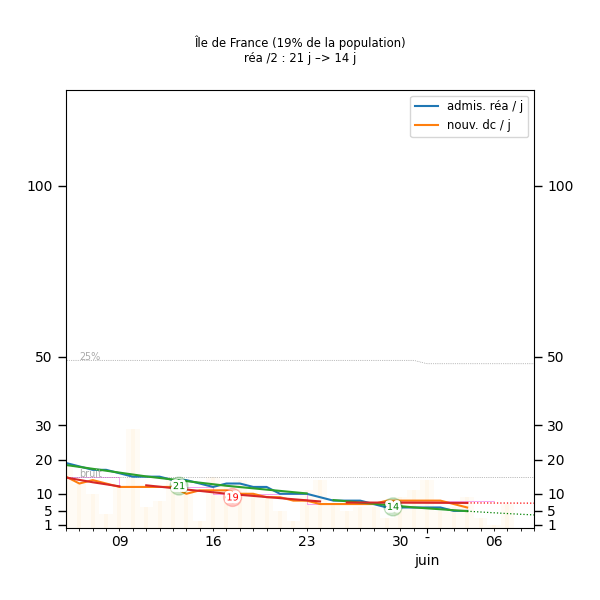 Île de France (19% de la population)
réa /2 : 21 j –> 14 j
admis. réa / j
nouv. dc / j
100 100
50 50
25%
30 30
20 20
bruit
10 10
5 5
1 1
21
19
14
09 16 23 30 - 06
juin